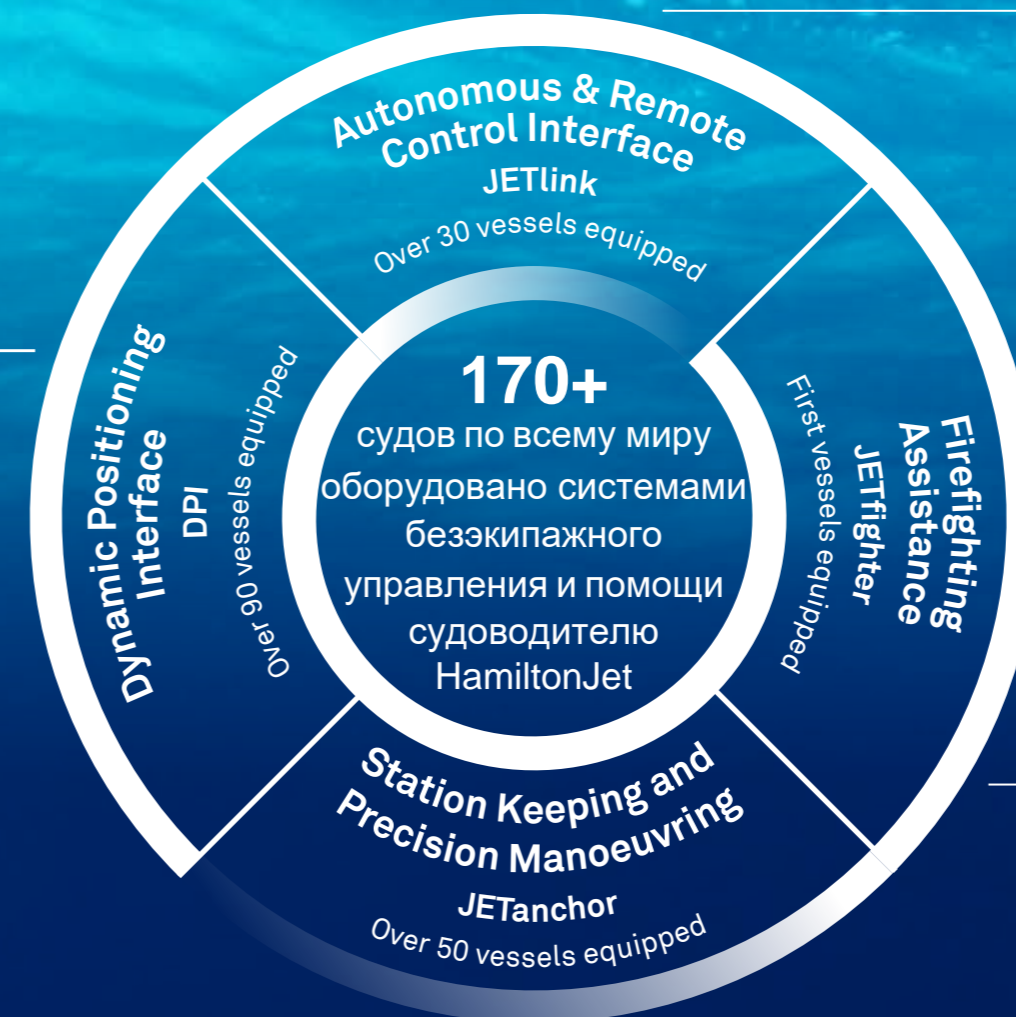 Autonomous & Remote
Control Interface
JETlink
Over 30 vessels equipped
Dynamic Positioning
Interface
DPI
Over 90 vessels equipped
170+
судов по всему миру
оборудовано системами
безэкипажного
управления и помощи
судоводителю
HamiltonJet
Firefighting
Assistance
JETfighter
First vessels equipped
Station Keeping and
Precision Manoeuvring
JETanchor
Over 50 vessels equipped